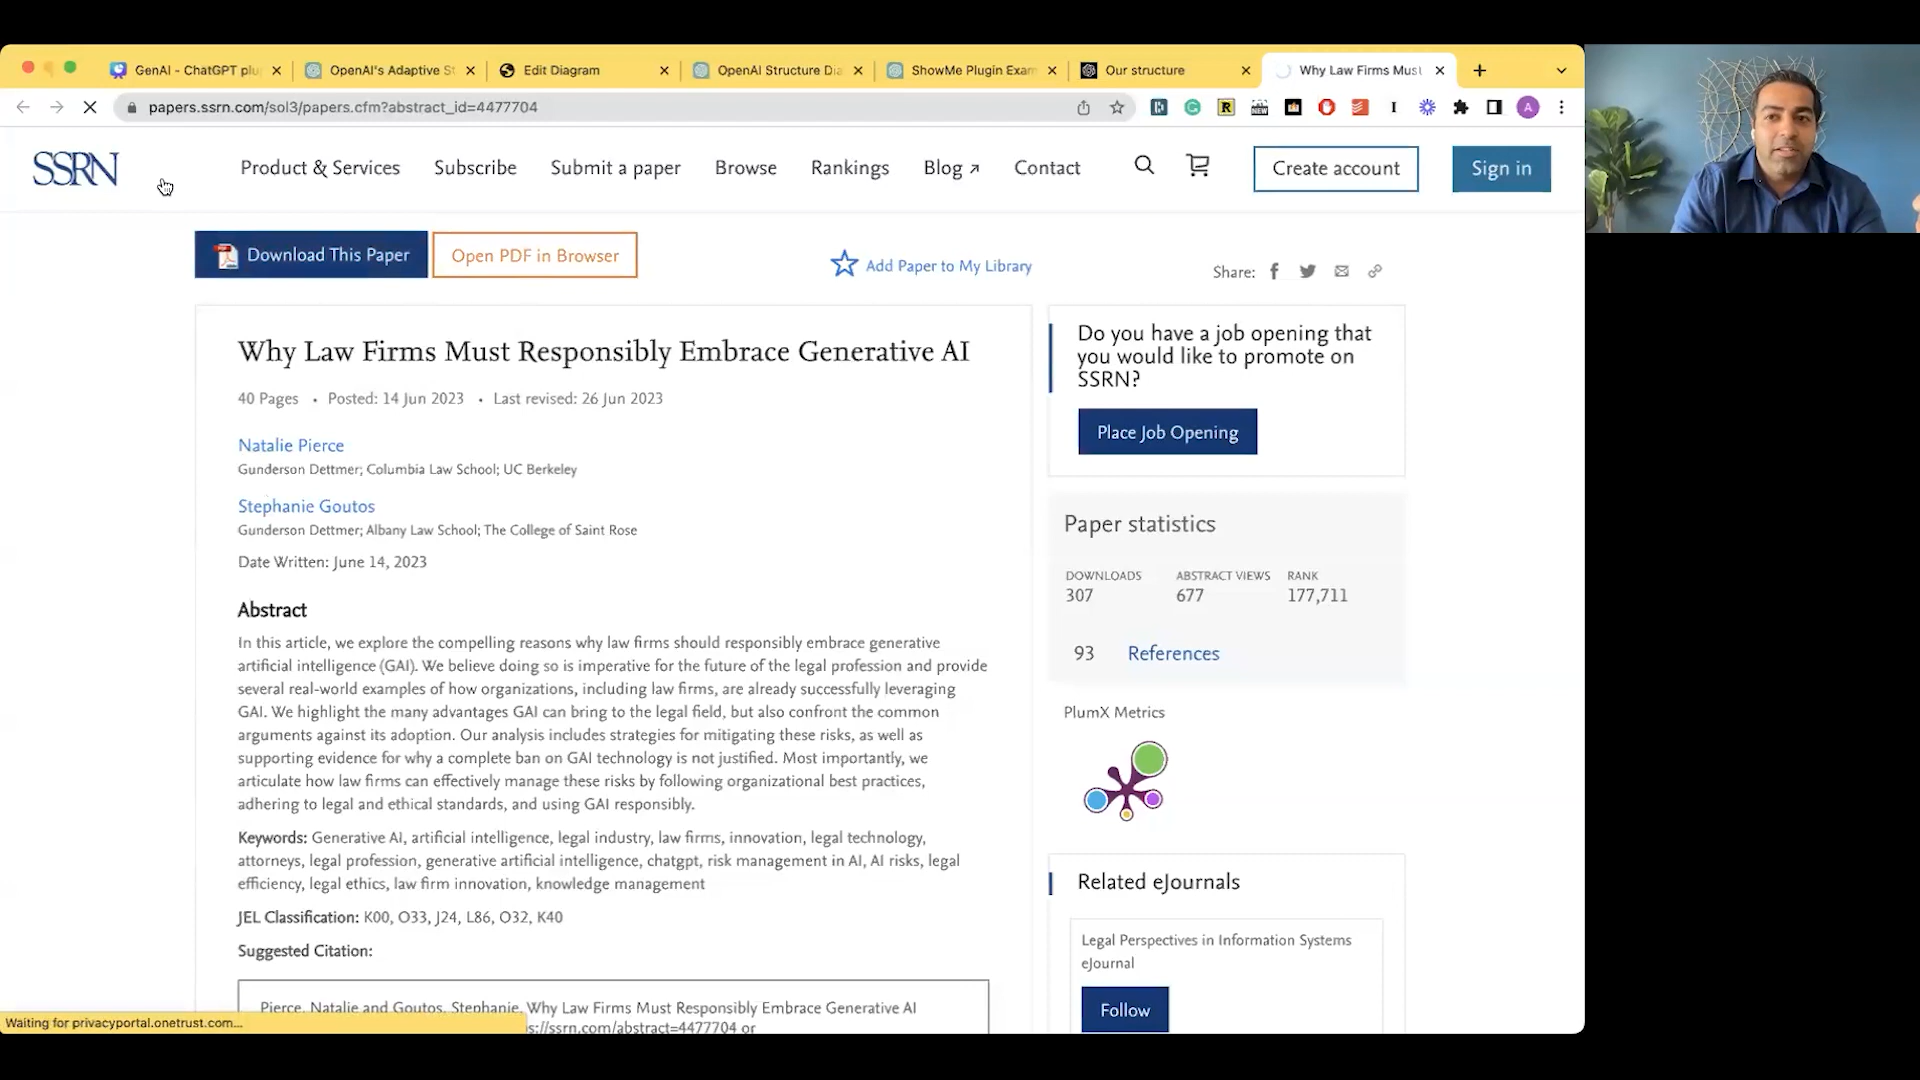 GenAI - ChatGPT plu
OpenAI's Adaptive S
Edit Diagram
OpenAI Structure Dia
ShowMe Plugin Exam
Our structure
Why Law Firms Must
papers.ssrn.com/sol3/papers.cfm?abstract_id=4477704
SSRN
Product & Services
Subscribe
Submit a paper
Browse
Rankings
Blog ↗
Contact
Create account
Sign in
Download This Paper
Open PDF in Browser
Add Paper to My Library
Share:
Why Law Firms Must Responsibly Embrace Generative AI
40 Pages • Posted: 14 Jun 2023 • Last revised: 26 Jun 2023
Natalie Pierce
Gunderson Dettmer; Columbia Law School; UC Berkeley
Stephanie Goutos
Gunderson Dettmer; Albany Law School; The College of Saint Rose
Date Written: June 14, 2023
Abstract
In this article, we explore the compelling reasons why law firms should responsibly embrace generative
artificial intelligence (GAI). We believe doing so is imperative for the future of the legal profession and provide
several real-world examples of how organizations, including law firms, are already successfully leveraging
GAI. We highlight the many advantages GAI can bring to the legal field, but also confront the common
arguments against its adoption. Our analysis includes strategies for mitigating these risks, as well as
supporting evidence for why a complete ban on GAI technology is not justified. Most importantly, we
articulate how law firms can effectively manage these risks by following organizational best practices,
adhering to legal and ethical standards, and using GAI responsibly.
Keywords: Generative AI, artificial intelligence, legal industry, law firms, innovation, legal technology,
attorneys, legal profession, generative artificial intelligence, chatgpt, risk management in AI, AI risks, legal
efficiency, legal ethics, law firm innovation, knowledge management
JEL Classification: K00, O33, J24, L86, O32, K40
Suggested Citation:
Pierce, Natalie and Goutos, Stephanie, Why Law Firms Must Responsibly Embrace Generative AI
s://ssrn.com/abstract=4477704 or
Waiting for privacyportal.onetrust.com...
Do you have a job opening that
you would like to promote on
SSRN?
Place Job Opening
Paper statistics
DOWNLOADS
307
ABSTRACT VIEWS
677
RANK
177,711
93 References
PlumX Metrics
Related eJournals
Legal Perspectives in Information Systems
eJournal
Follow